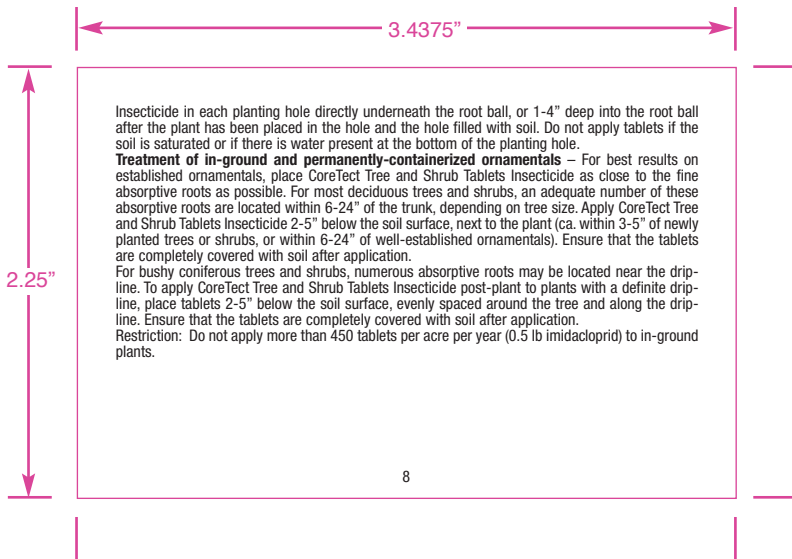 3.4375”
Insecticide in each planting hole directly underneath the root ball, or 1-4” deep into the root ball
after the plant has been placed in the hole and the hole filled with soil. Do not apply tablets if the
soil is saturated or if there is water present at the bottom of the planting hole.
Treatment of in-ground and permanently-containerized ornamentals – For best results on
established ornamentals, place CoreTect Tree and Shrub Tablets Insecticide as close to the fine
absorptive roots as possible. For most deciduous trees and shrubs, an adequate number of these
absorptive roots are located within 6-24” of the trunk, depending on tree size. Apply CoreTect Tree
and Shrub Tablets Insecticide 2-5” below the soil surface, next to the plant (ca. within 3-5” of newly
planted trees or shrubs, or within 6-24” of well-established ornamentals). Ensure that the tablets
are completely covered with soil after application.
For bushy coniferous trees and shrubs, numerous absorptive roots may be located near the drip-
line. To apply CoreTect Tree and Shrub Tablets Insecticide post-plant to plants with a definite drip-
line, place tablets 2-5” below the soil surface, evenly spaced around the tree and along the drip-
line. Ensure that the tablets are completely covered with soil after application.
Restriction:  Do not apply more than 450 tablets per acre per year (0.5 lb imidacloprid) to in-ground
plants.
2.25”
8